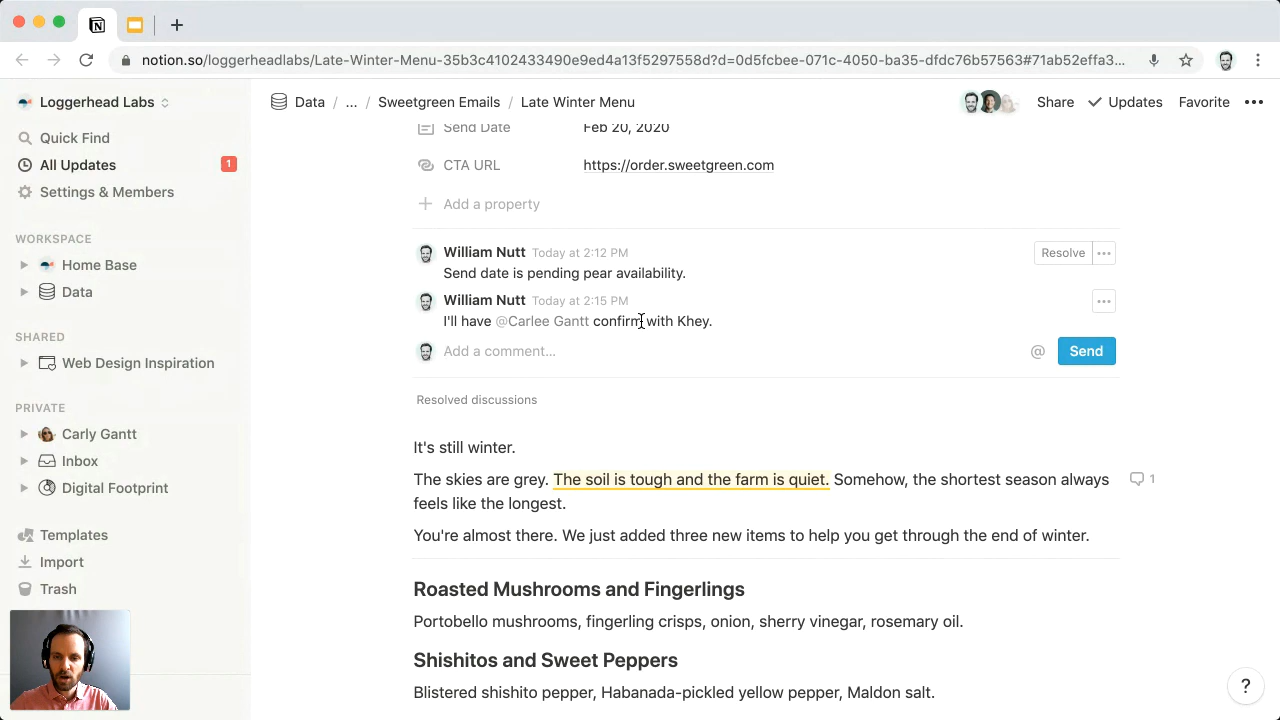 notion.so/loggerheadlabs/Late-Winter-Menu-35b3c4102433490e9ed4a13f5297558d?d=0d5fcbee-071c-4050-ba35-dfdc76b57563#71ab52effa3...
Loggerhead Labs
Data / ... / Sweetgreen Emails / Late Winter Menu
Share Updates Favorite
Quick Find
All Updates 1
Settings & Members
WORKSPACE
Home Base
Data
SHARED
Web Design Inspiration
PRIVATE
Carly Gantt
Inbox
Digital Footprint
Templates
Import
Trash
Send Date Feb 20, 2020
CTA URL https://order.sweetgreen.com
Add a property
William Nutt Today at 2:12 PM
Resolve
Send date is pending pear availability.
William Nutt Today at 2:15 PM
I'll have @Carlee Gantt confirm with Khey.
Add a comment... @ Send
Resolved discussions
It's still winter.
The skies are grey. The soil is tough and the farm is quiet. Somehow, the shortest season always 1
feels like the longest.
You're almost there. We just added three new items to help you get through the end of winter.
Roasted Mushrooms and Fingerlings
Portobello mushrooms, fingerling crisps, onion, sherry vinegar, rosemary oil.
Shishitos and Sweet Peppers
Blistered shishito pepper, Habanada-pickled yellow pepper, Maldon salt.
?